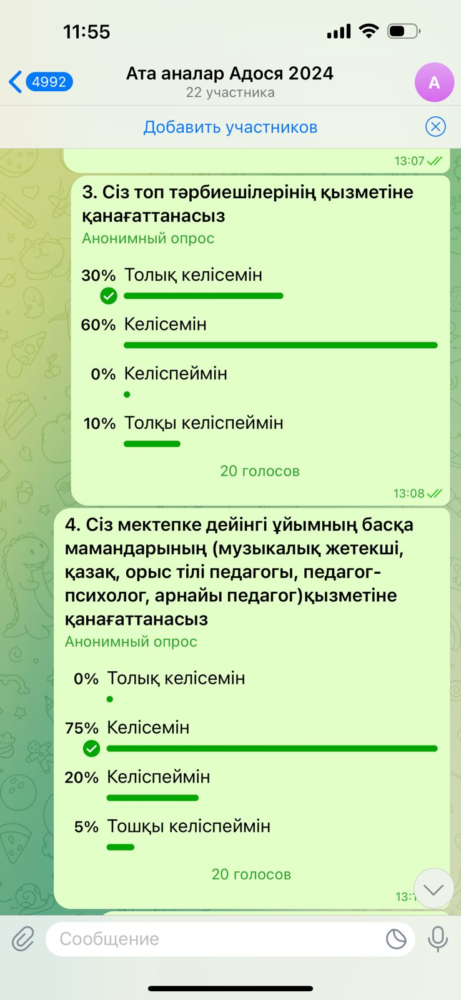 11:55
4992
Ата аналар Адося 2024
22 участника
А
Добавить участников
13:07
3. Сіз топ тәрбиешілерінің қызметіне
қанағаттанасыз
Анонимный опрос
30% Толық келісемін
60% Келісемін
0% Келіспеймін
10% Толқы келіспеймін
20 голосов
13:08
4. Сіз мектепке дейінгі ұйымның басқа
мамандарының (музыкалық жетекші,
қазақ, орыс тілі педагогы, педагог-
психолог, арнайы педагог)қызметіне
қанағаттанасыз
Анонимный опрос
0% Толық келісемін
75% Келісемін
20% Келіспеймін
5% Тошқы келіспеймін
20 голосов
Сообщение